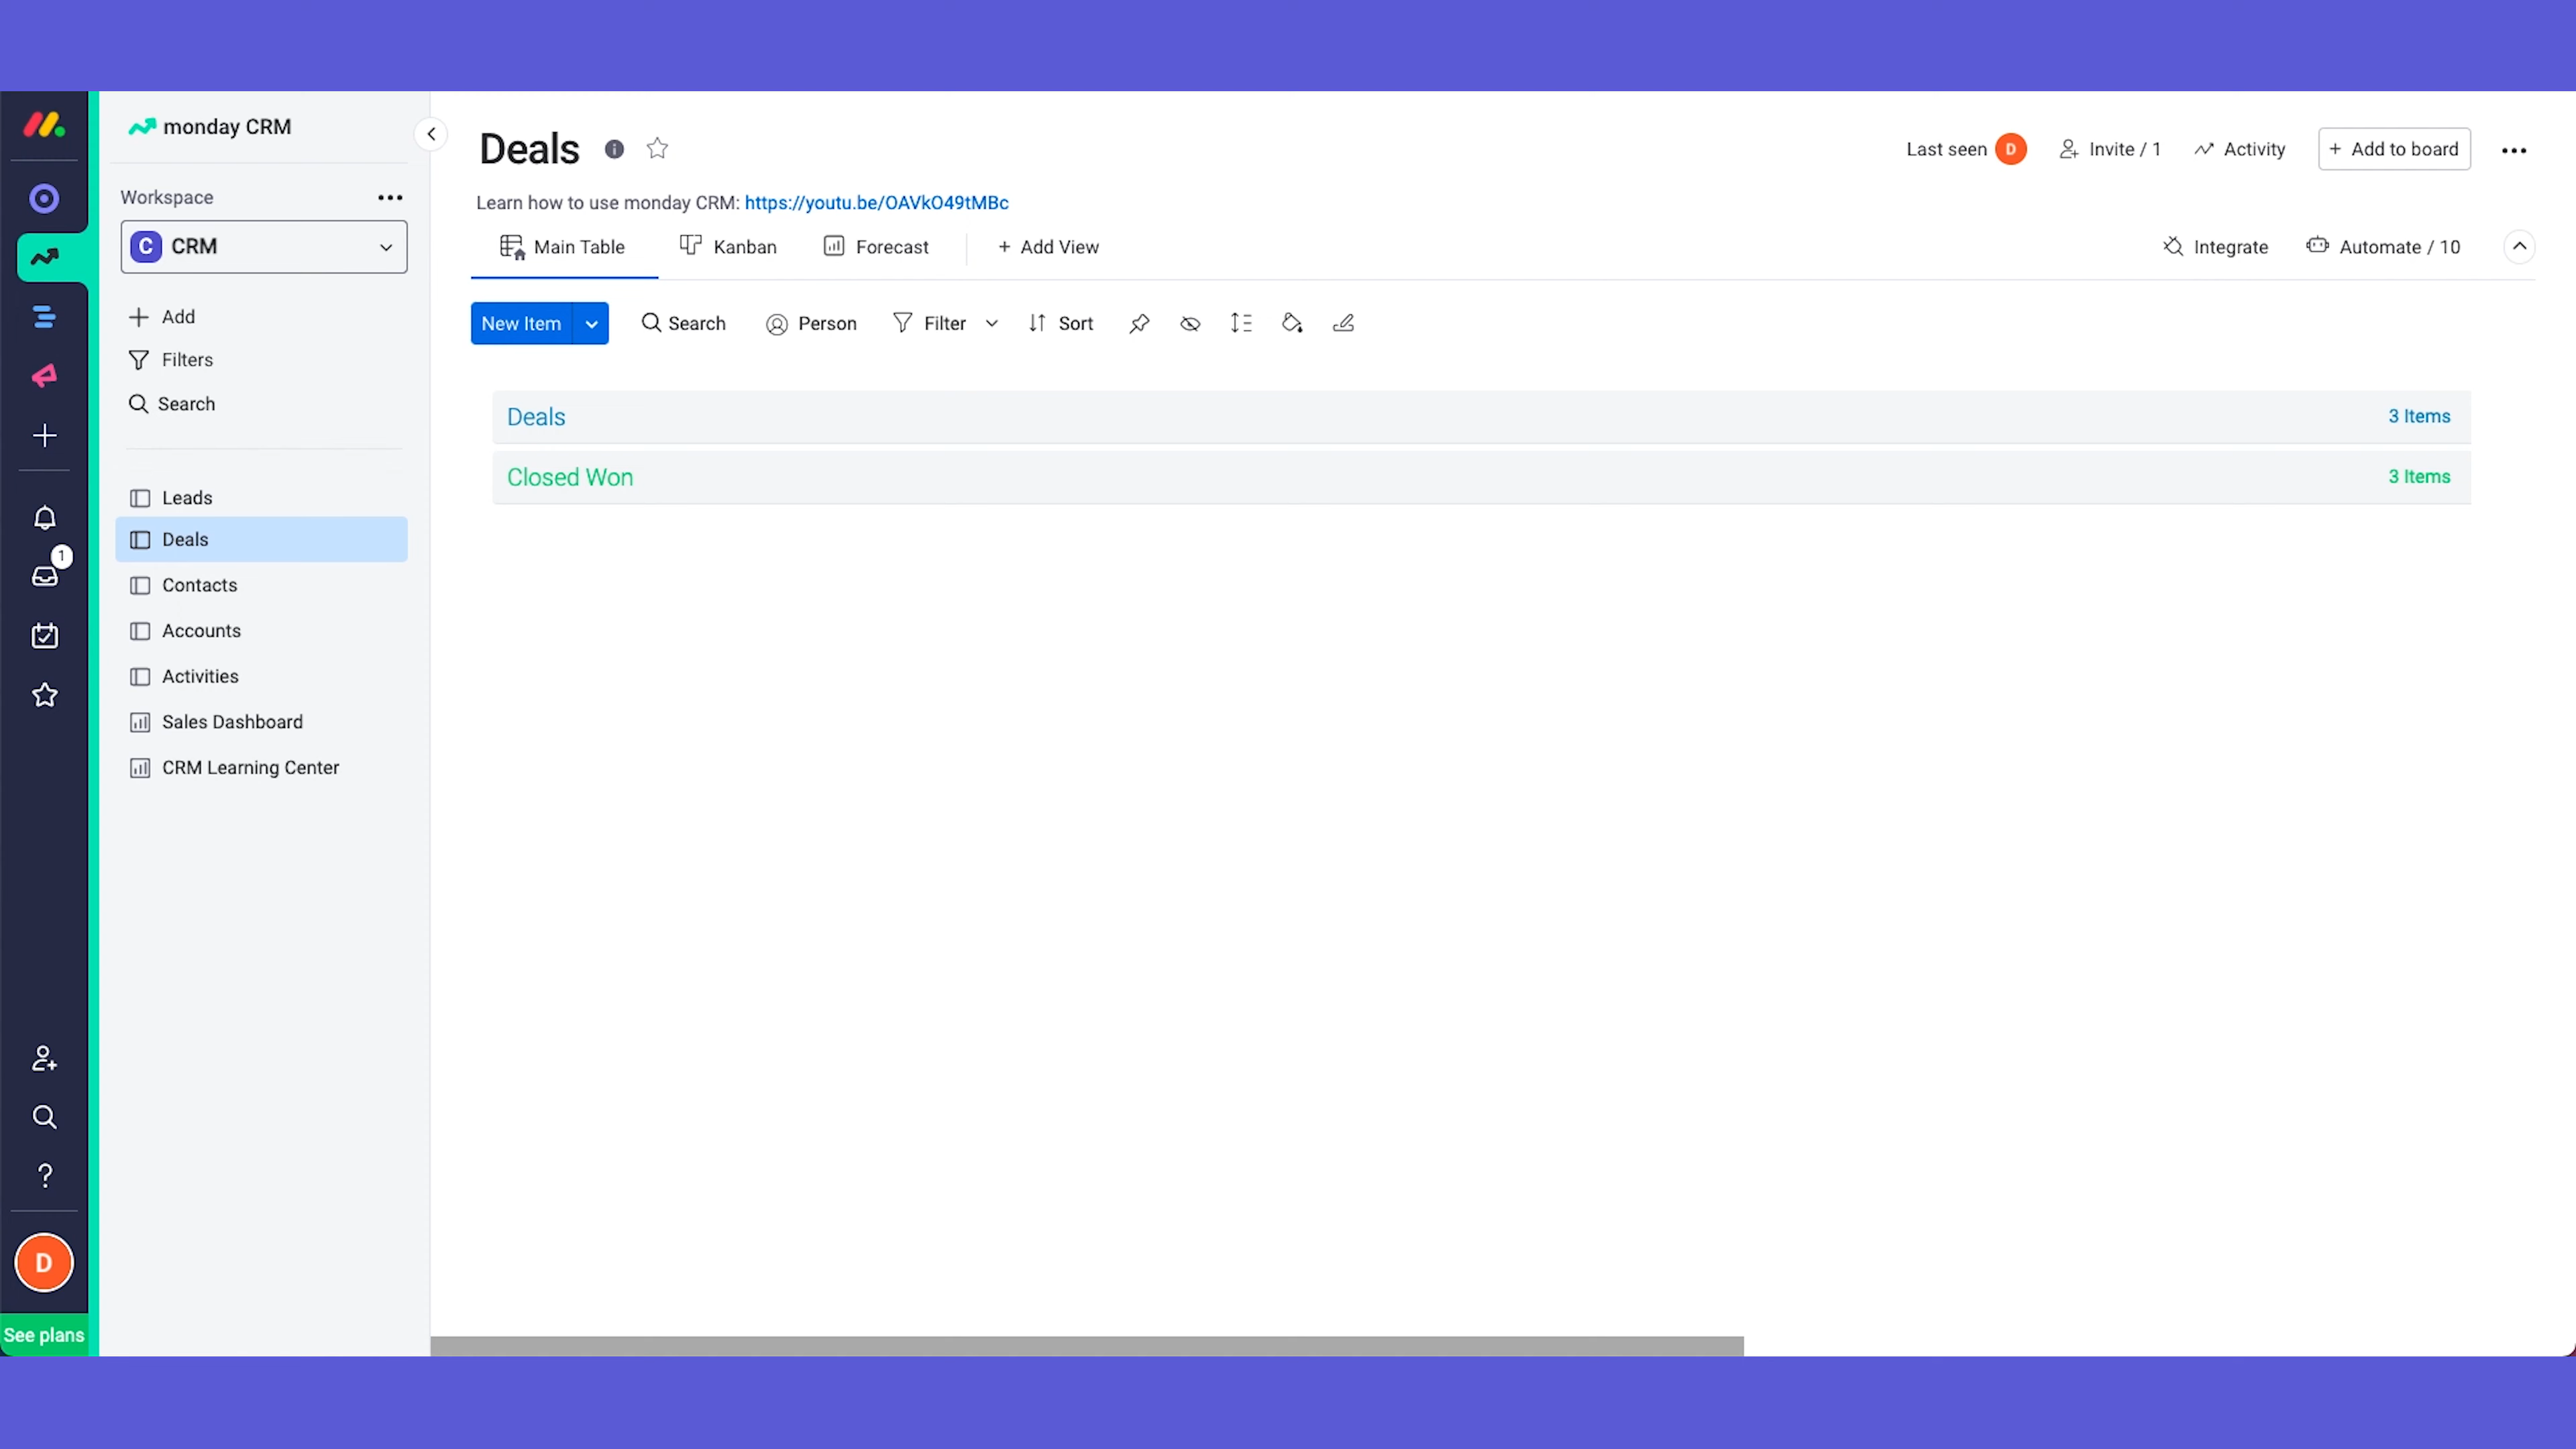 monday CRM
Workspace
C CRM
Add
Filters
Search
Leads
Deals
Contacts
Accounts
Activities
Sales Dashboard
CRM Learning Center
1
D
See plans
Deals
Last seen D Invite / 1 Activity + Add to board
Learn how to use monday CRM: https://youtu.be/OAVkO49tMBc
Main Table Kanban Forecast + Add View Integrate Automate / 10
New Item Search Person Filter Sort
Deals 3 Items
Closed Won 3 Items